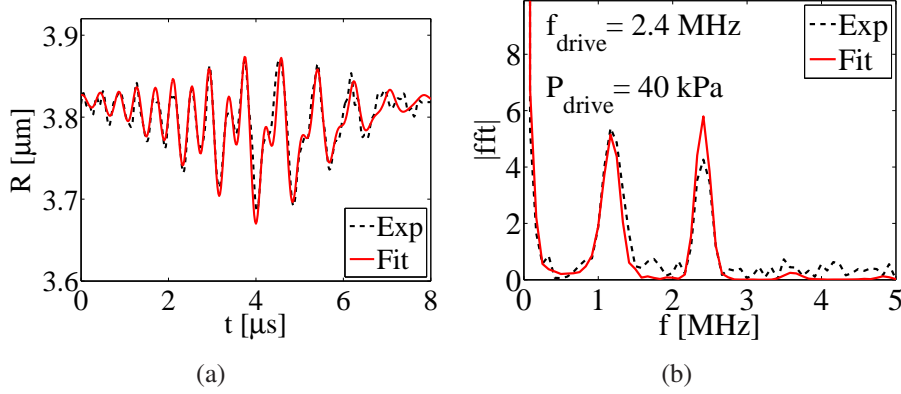 3.9
3.8
3.7
3.6
R [μm]
0 2 4 6 8
t [μs]
Exp
Fit
(a)
f_drive = 2.4 MHz
P_drive = 40 kPa
Exp
Fit
8
6
4
2
0
|fft|
0 1 2 3 4 5
f [MHz]
(b)